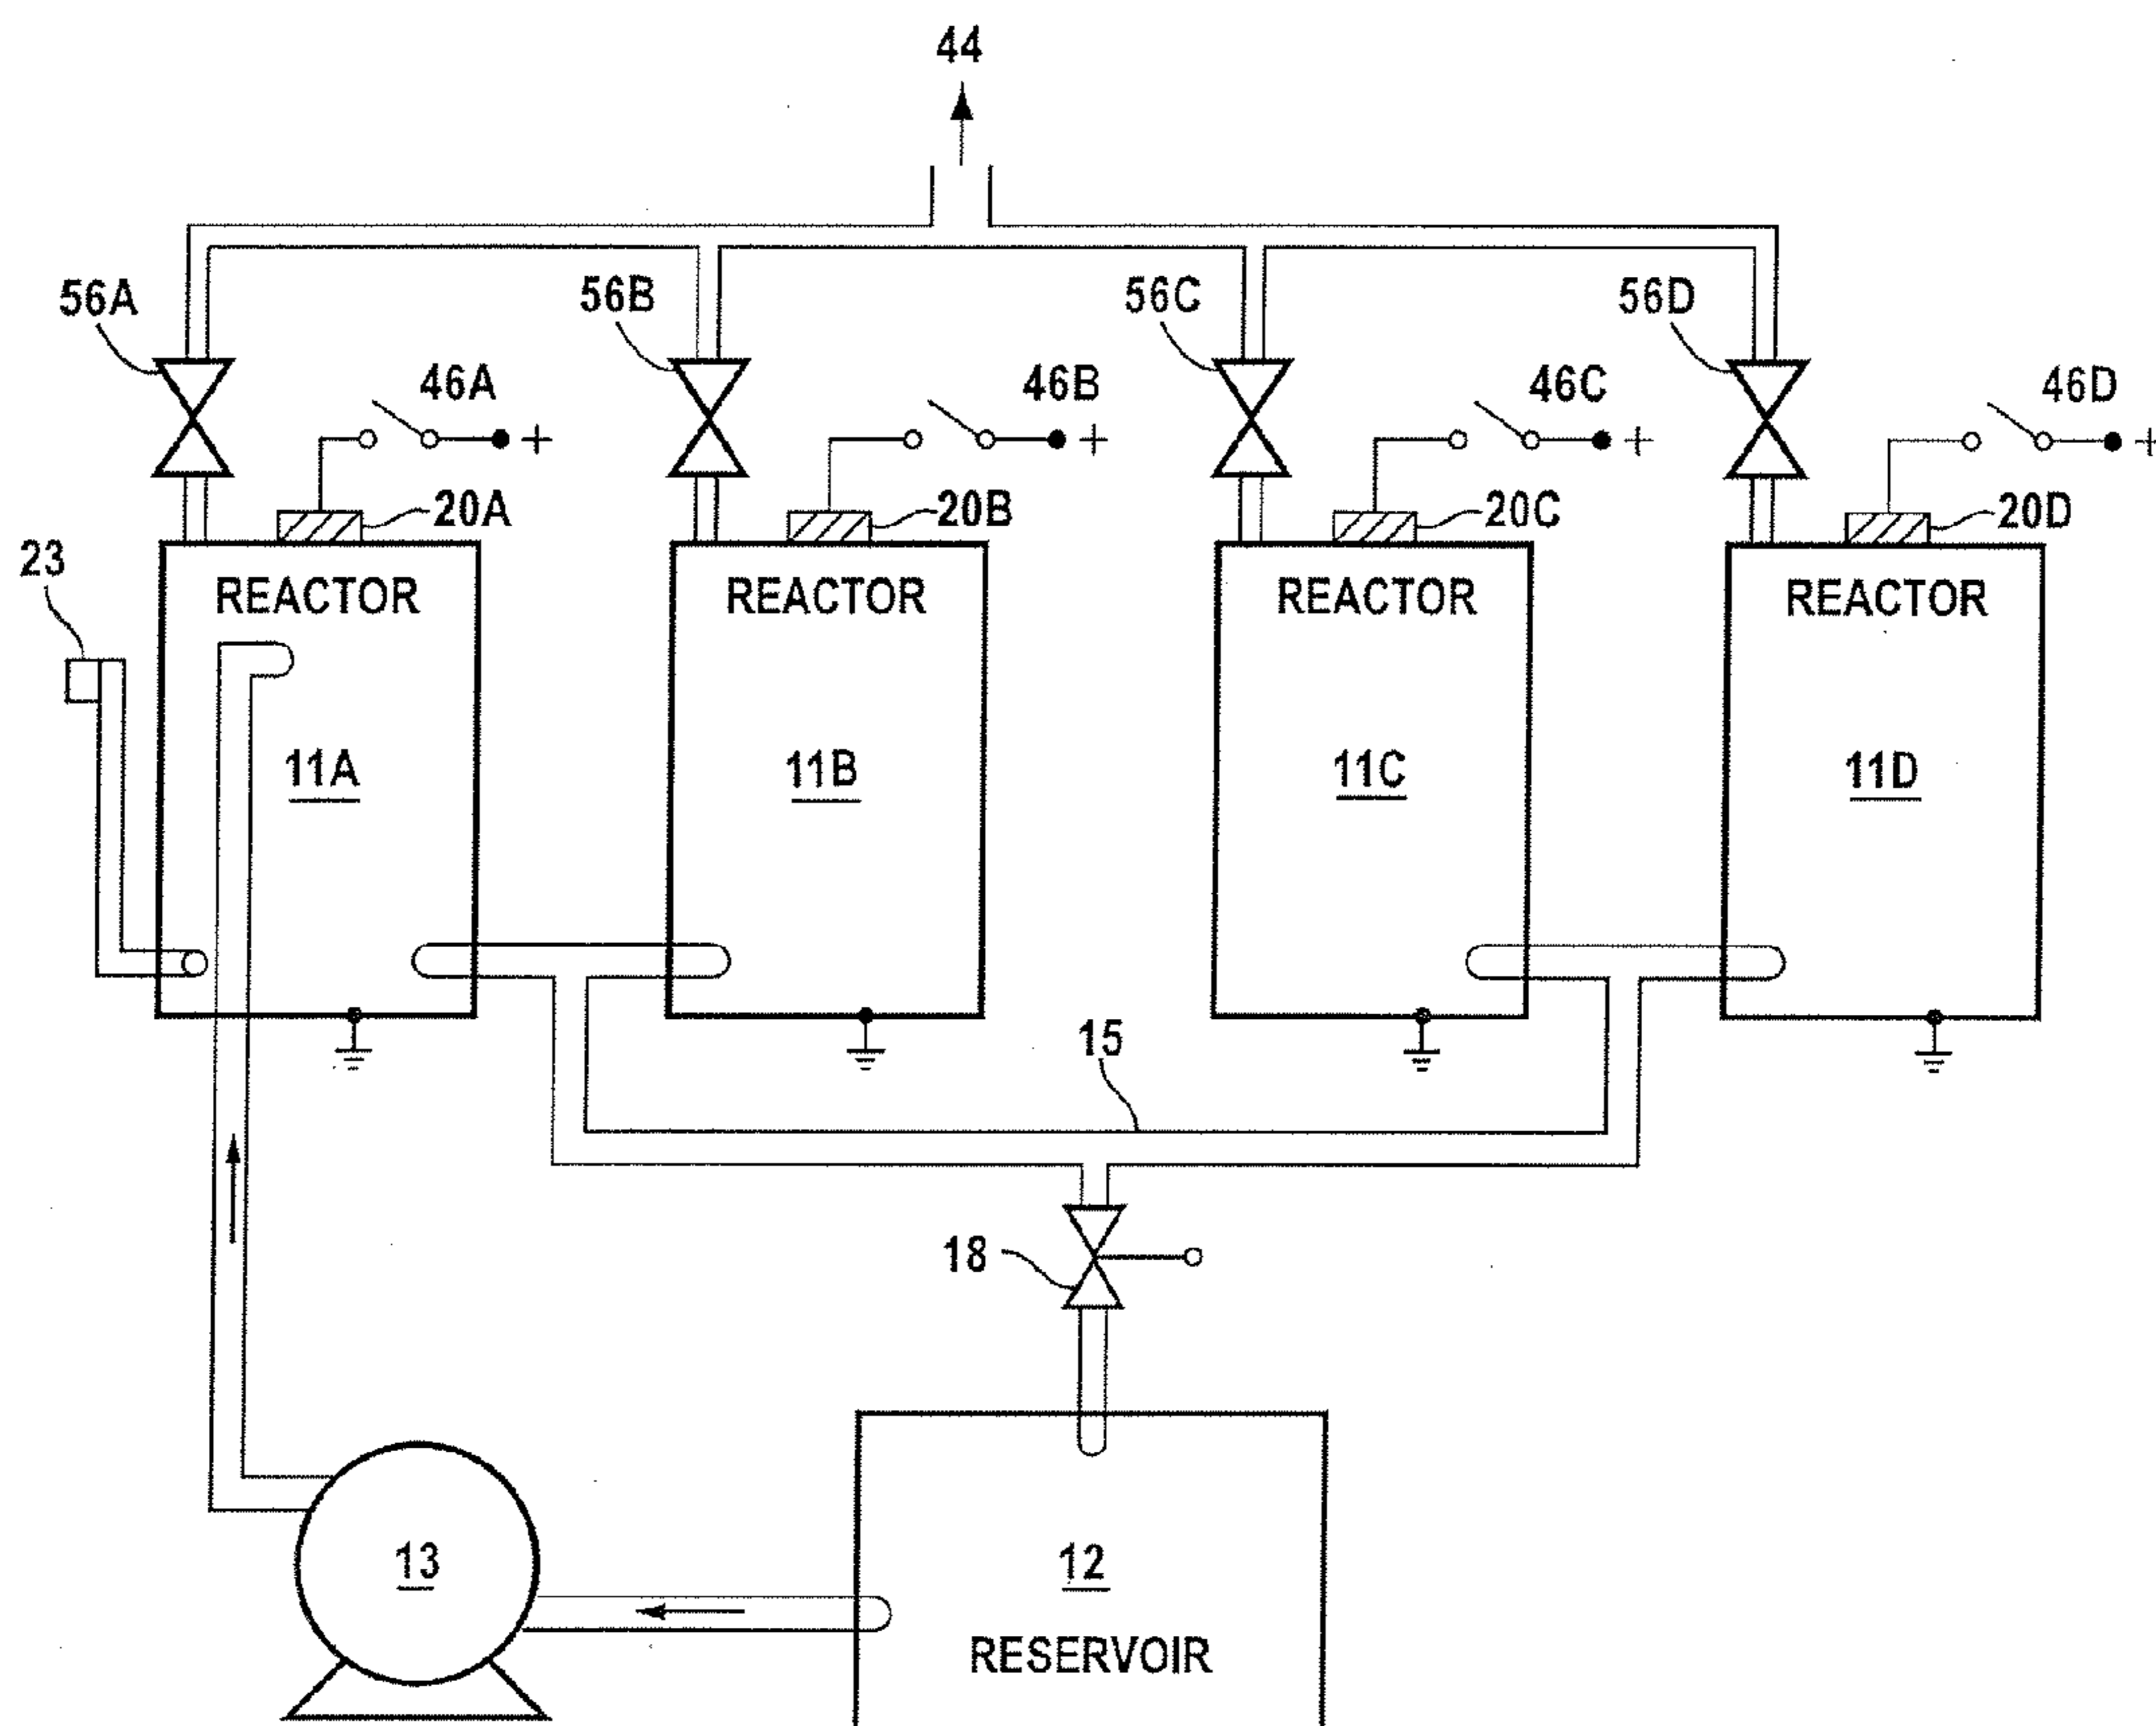 44
56A
56B
56C
56D
46A
46B
46C
46D
+
+
+
+
20A
20B
20C
20D
23
REACTOR
REACTOR
REACTOR
REACTOR
11A
11B
11C
11D
15
18
13
12
RESERVOIR